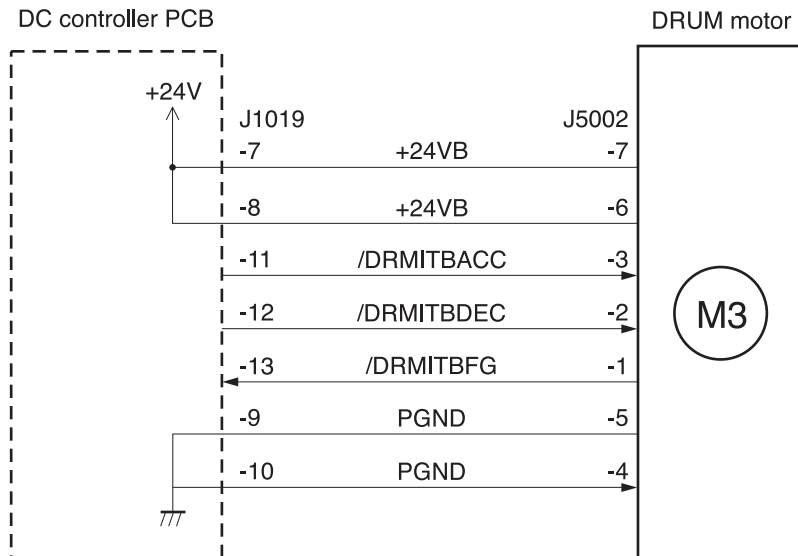 DC controller PCB DRUM motor
+24V
J1019 J5002
-7 +24VB -7
-8 +24VB -6
-11 /DRMITBACC -3
-12 /DRMITBDEC -2
M3
-13 /DRMITBFG -1
-9 PGND -5
-10 PGND -4